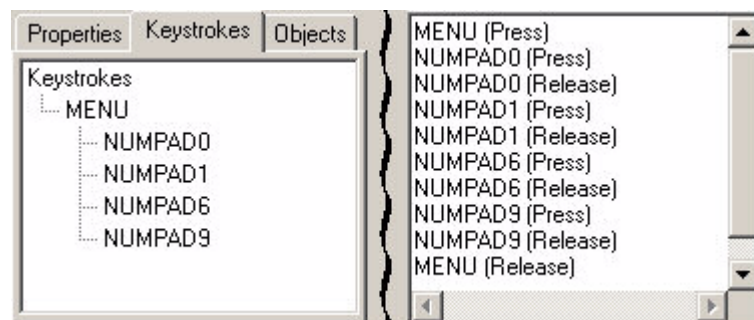 Properties Keystrokes Objects
Keystrokes
MENU
NUMPAD0
NUMPAD1
NUMPAD6
NUMPAD9
MENU (Press)
NUMPAD0 (Press)
NUMPAD0 (Release)
NUMPAD1 (Press)
NUMPAD1 (Release)
NUMPAD6 (Press)
NUMPAD6 (Release)
NUMPAD9 (Press)
NUMPAD9 (Release)
MENU (Release)